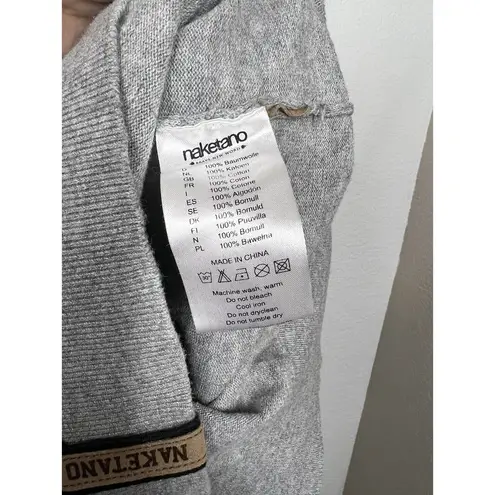 naketano
D 100% Baumwolle
NL 100% Katoen
GB 100% Cotton
FR 100% Coton
I 100% Cotone
ES 100% Algodón
SE 100% Bomull
DK 100% Bomuld
FI 100% Puuvilla
N 100% Bomull
PL 100% Bawełna
MADE IN CHINA
30°
Machine wash, warm
Do not bleach
Cool iron
Do not dryclean
Do not tumble dry
NAKETANO